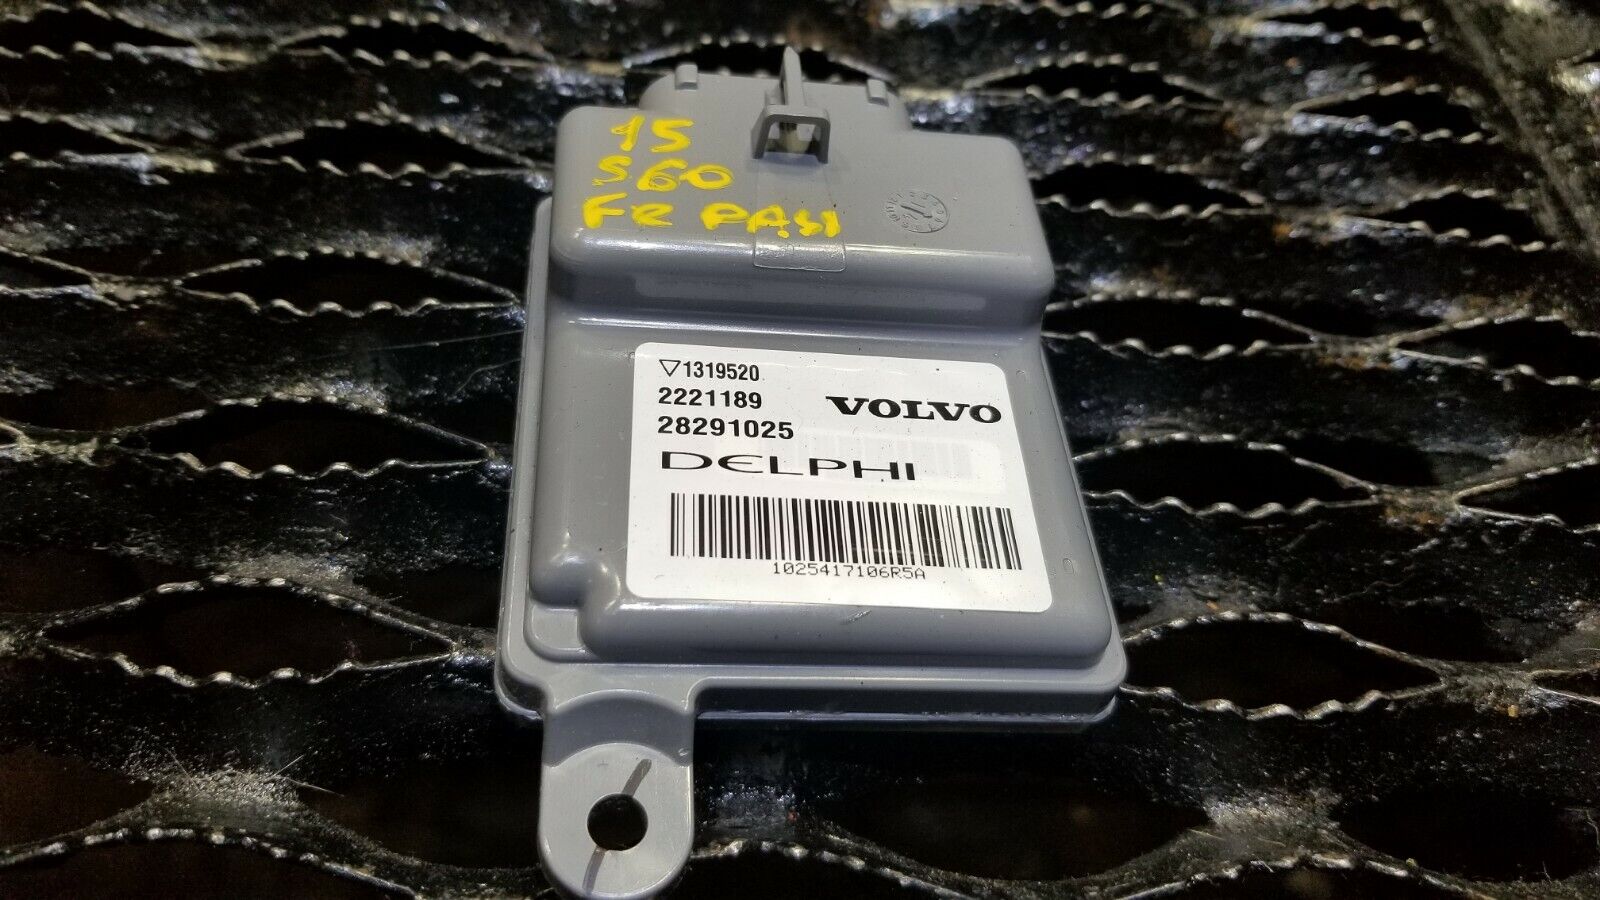 15
S60
FR PASS
▽1319520
2221189
VOLVO
28291025
DELPHI
1025417106R5A